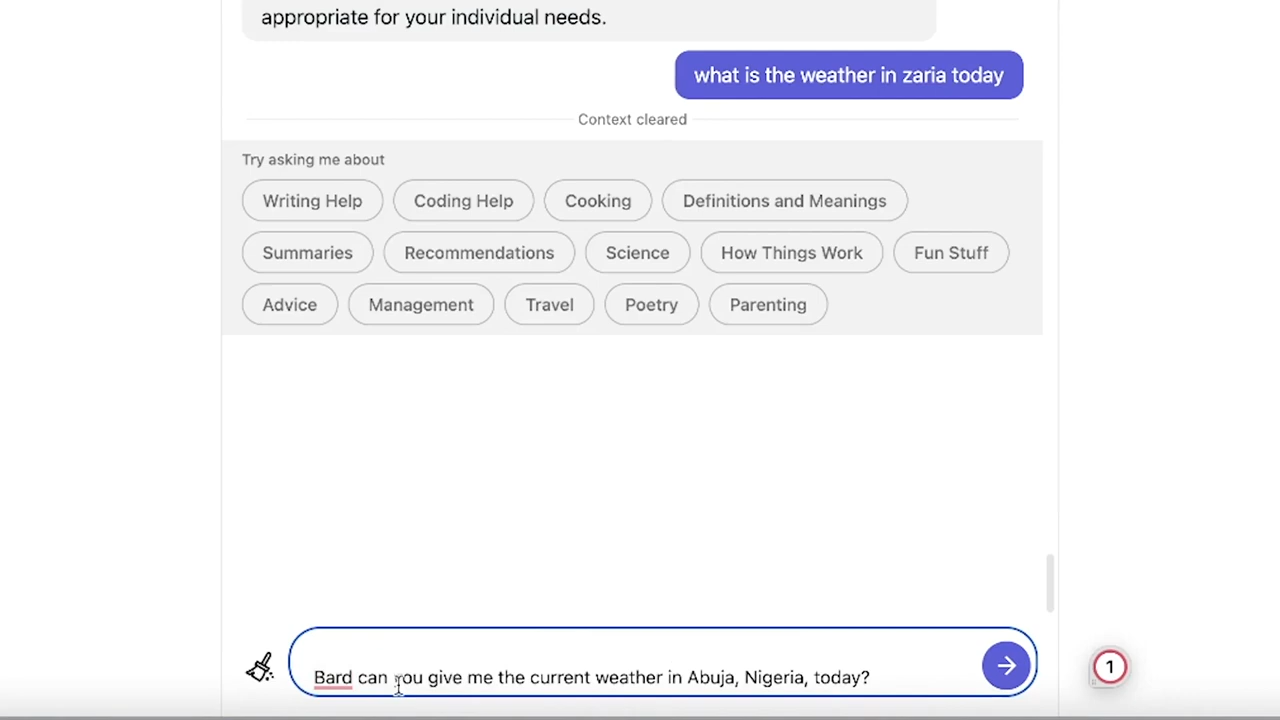 appropriate for your individual needs.
what is the weather in zaria today
Context cleared
Try asking me about
Writing Help
Coding Help
Cooking
Definitions and Meanings
Summaries
Recommendations
Science
How Things Work
Fun Stuff
Advice
Management
Travel
Poetry
Parenting
Bard can you give me the current weather in Abuja, Nigeria, today?
1